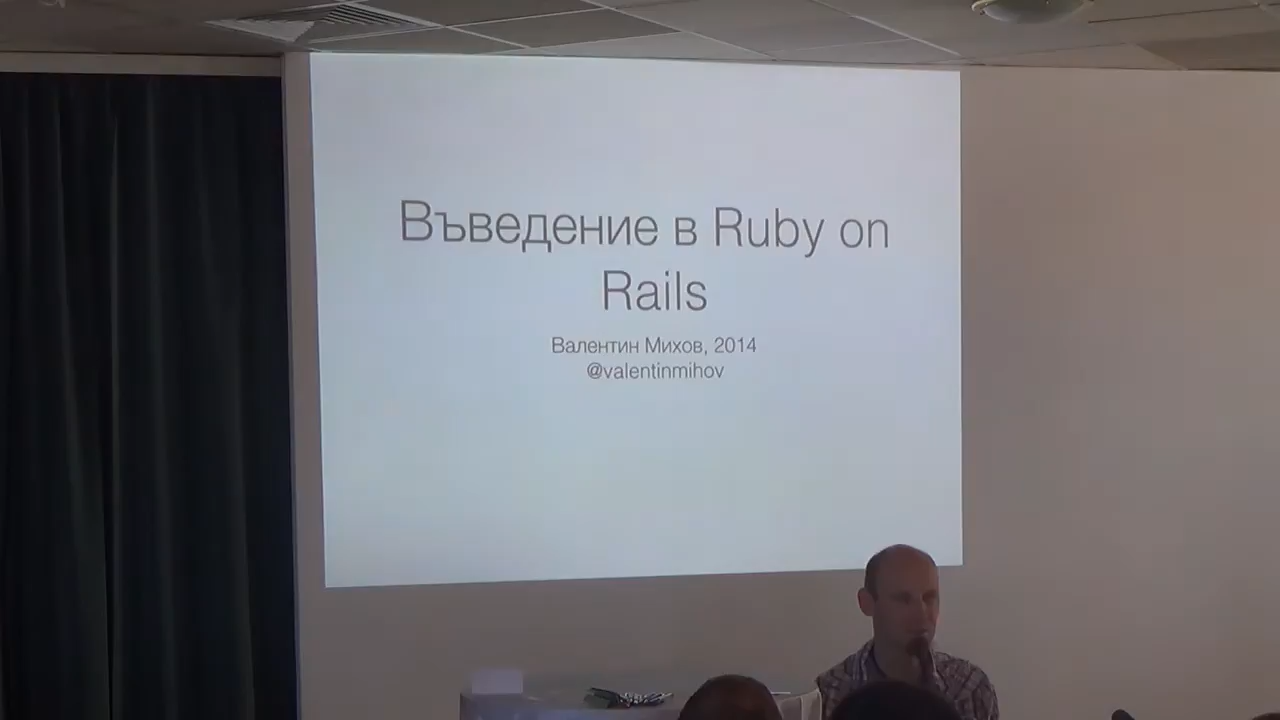 Въведение в Ruby on
Rails
Валентин Михов, 2014
@valentinmihov